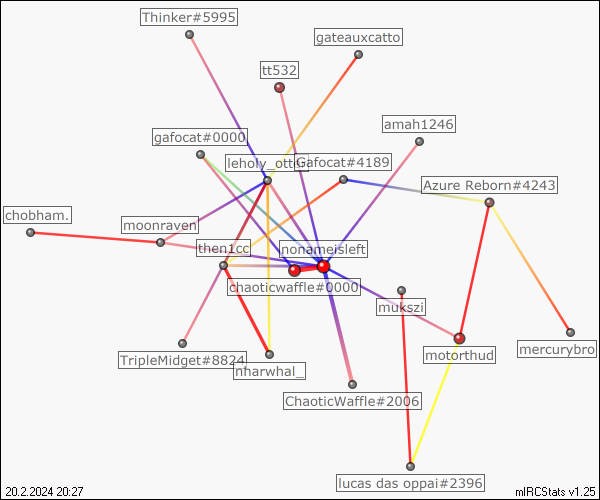 Thinker#5995
gateauxcatto
tt532
amah1246
gafocat#0000
leholy_otter
Gafocat#4189
Azure Reborn#4243
chobham.
moonraven
then1cc
nonameisleft
chaoticwaffle#0000
mukszi
motorthud
mercurybro
TripleMidget#8824
nharwhal_
ChaoticWaffle#2006
lucas das oppai#2396
20.2.2024 20:27
mIRCStats v1.25